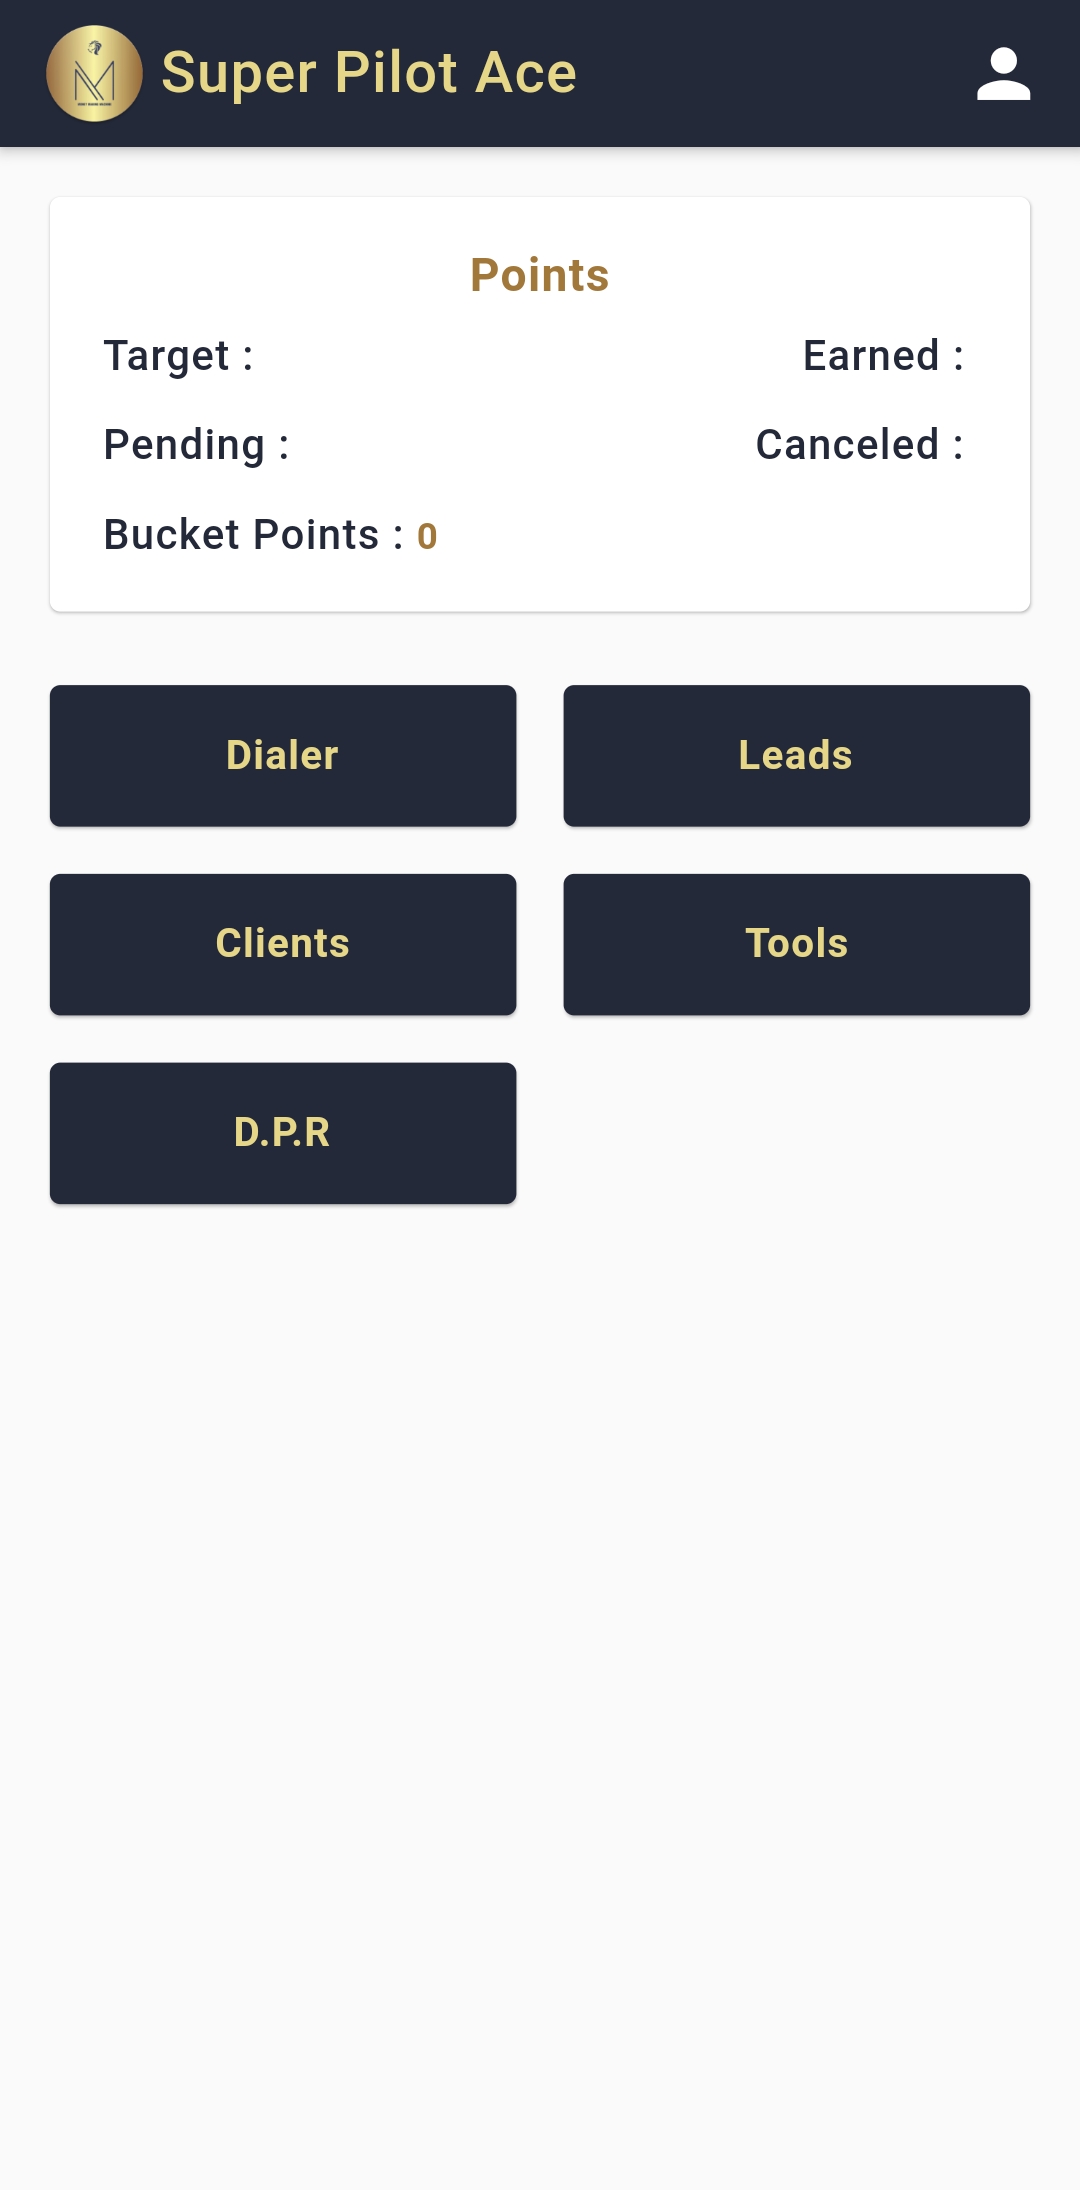 Super Pilot Ace
Points
Target :
Earned :
Pending :
Canceled :
Bucket Points : 0
Dialer
Leads
Clients
Tools
D.P.R